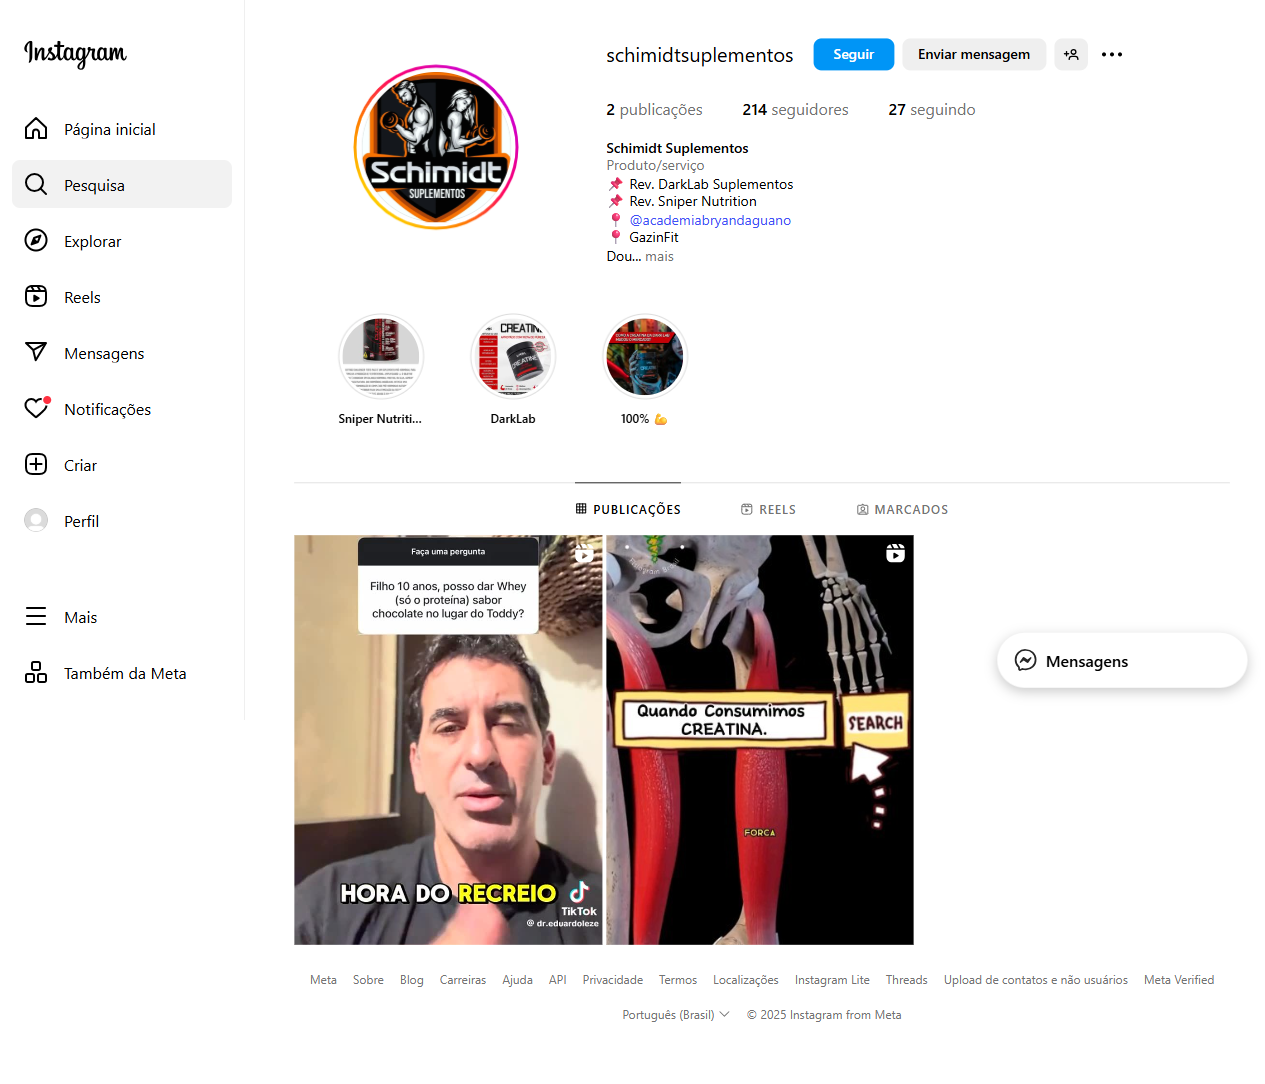 Instagram
Página inicial
Pesquisa
Explorar
Reels
Mensagens
Notificações
Criar
Perfil
Mais
Também da Meta
Schimidt
SUPLEMENTOS
schimidtsuplementos
Seguir
Enviar mensagem
2 publicações 214 seguidores 27 seguindo
Schimidt Suplementos
Produto/serviço
📌 Rev. DarkLab Suplementos
📌 Rev. Sniper Nutrition
📍 @academiabryandaguano
📍 GazinFit
Dou... mais
CREATINE
Sniper Nutriti...
DarkLab
100% 💪
PUBLICAÇÕES
REELS
MARCADOS
Faça uma pergunta
Filho 10 anos, posso dar Whey
(só o proteína) sabor
chocolate no lugar do Toddy?
HORA DO RECREIO
TikTok
@ dr.eduardoleze
Quando Consumimos
CREATINA.
SEARCH
FORCA
Mensagens
Meta Sobre Blog Carreiras Ajuda API Privacidade Termos Localizações Instagram Lite Threads Upload de contatos e não usuários Meta Verified
Português (Brasil) © 2025 Instagram from Meta